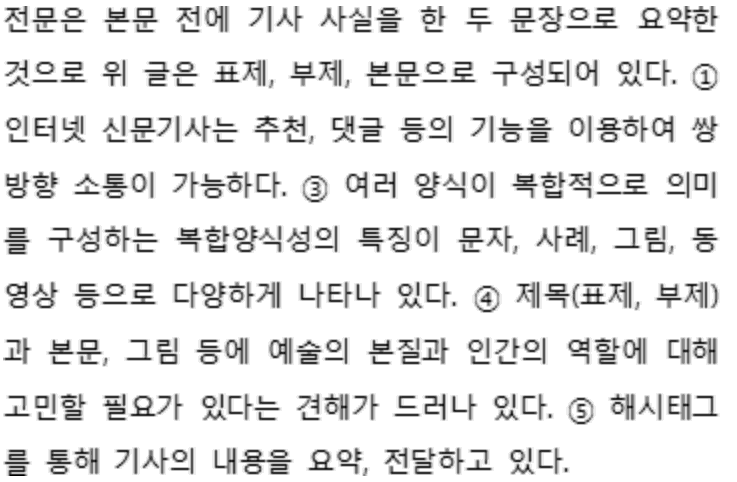 전문은 본문 전에 기사 사실을 한 두 문장으로 요약한
것으로 위 글은 표제, 부제, 본문으로 구성되어 있다. ①
인터넷 신문기사는 추천, 댓글 등의 기능을 이용하여 쌍
방향 소통이 가능하다. ③ 여러 양식이 복합적으로 의미
를 구성하는 복합양식성의 특징이 문자, 사례, 그림, 동
영상 등으로 다양하게 나타나 있다. ④ 제목(표제, 부제)
과 본문, 그림 등에 예술의 본질과 인간의 역할에 대해
고민할 필요가 있다는 견해가 드러나 있다. ⑤ 해시태그
를 통해 기사의 내용을 요약, 전달하고 있다.